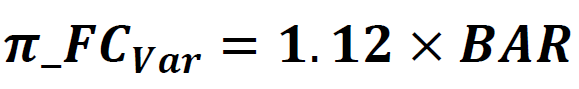 π_FC_Var = 1.12 × BAR